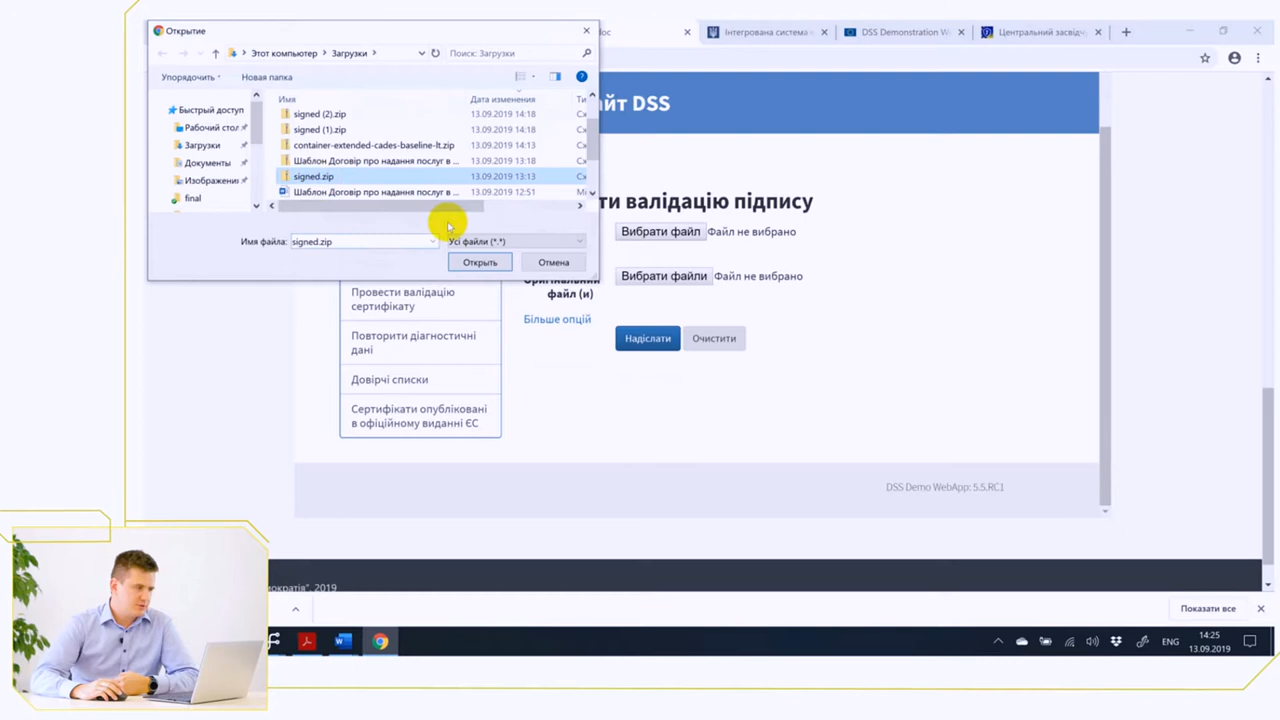 Открытие
Этот компьютер
Загрузки
Поиск: Загрузки
Упорядочить
Новая папка
Имя
Дата изменения
Быстрый доступ
Рабочий стол
Загрузки
Документы
Изображени
final
signed (2).zip 13.09.2019 14:18
signed (1).zip 13.09.2019 14:18
container-extended-cades-baseline-lt.zip 13.09.2019 14:13
Шаблон Договір про надання послуг в ... 13.09.2019 13:18
signed.zip 13.09.2019 13:13
Шаблон Договір про надання послуг в ... 13.09.2019 12:51
Имя файла: signed.zip
Усі файли (*.*)
Открыть
Отмена
Інтегрована система
DSS Demonstration W
Центральний засвідч
йт DSS
ти валідацію підпису
Вибрати файл Файл не вибрано
Оригінальний файл (и)
Вибрати файли Файл не вибрано
Більше опцій
Надіслати
Очистити
Провести валідацію
сертифікату
Повторити діагностичні
дані
Довірчі списки
Сертифікати опубліковані
в офіційному виданні ЄС
DSS Demo WebApp: 5.5.RC1
ократія", 2019
Показати все
ENG
14:25
13.09.2019